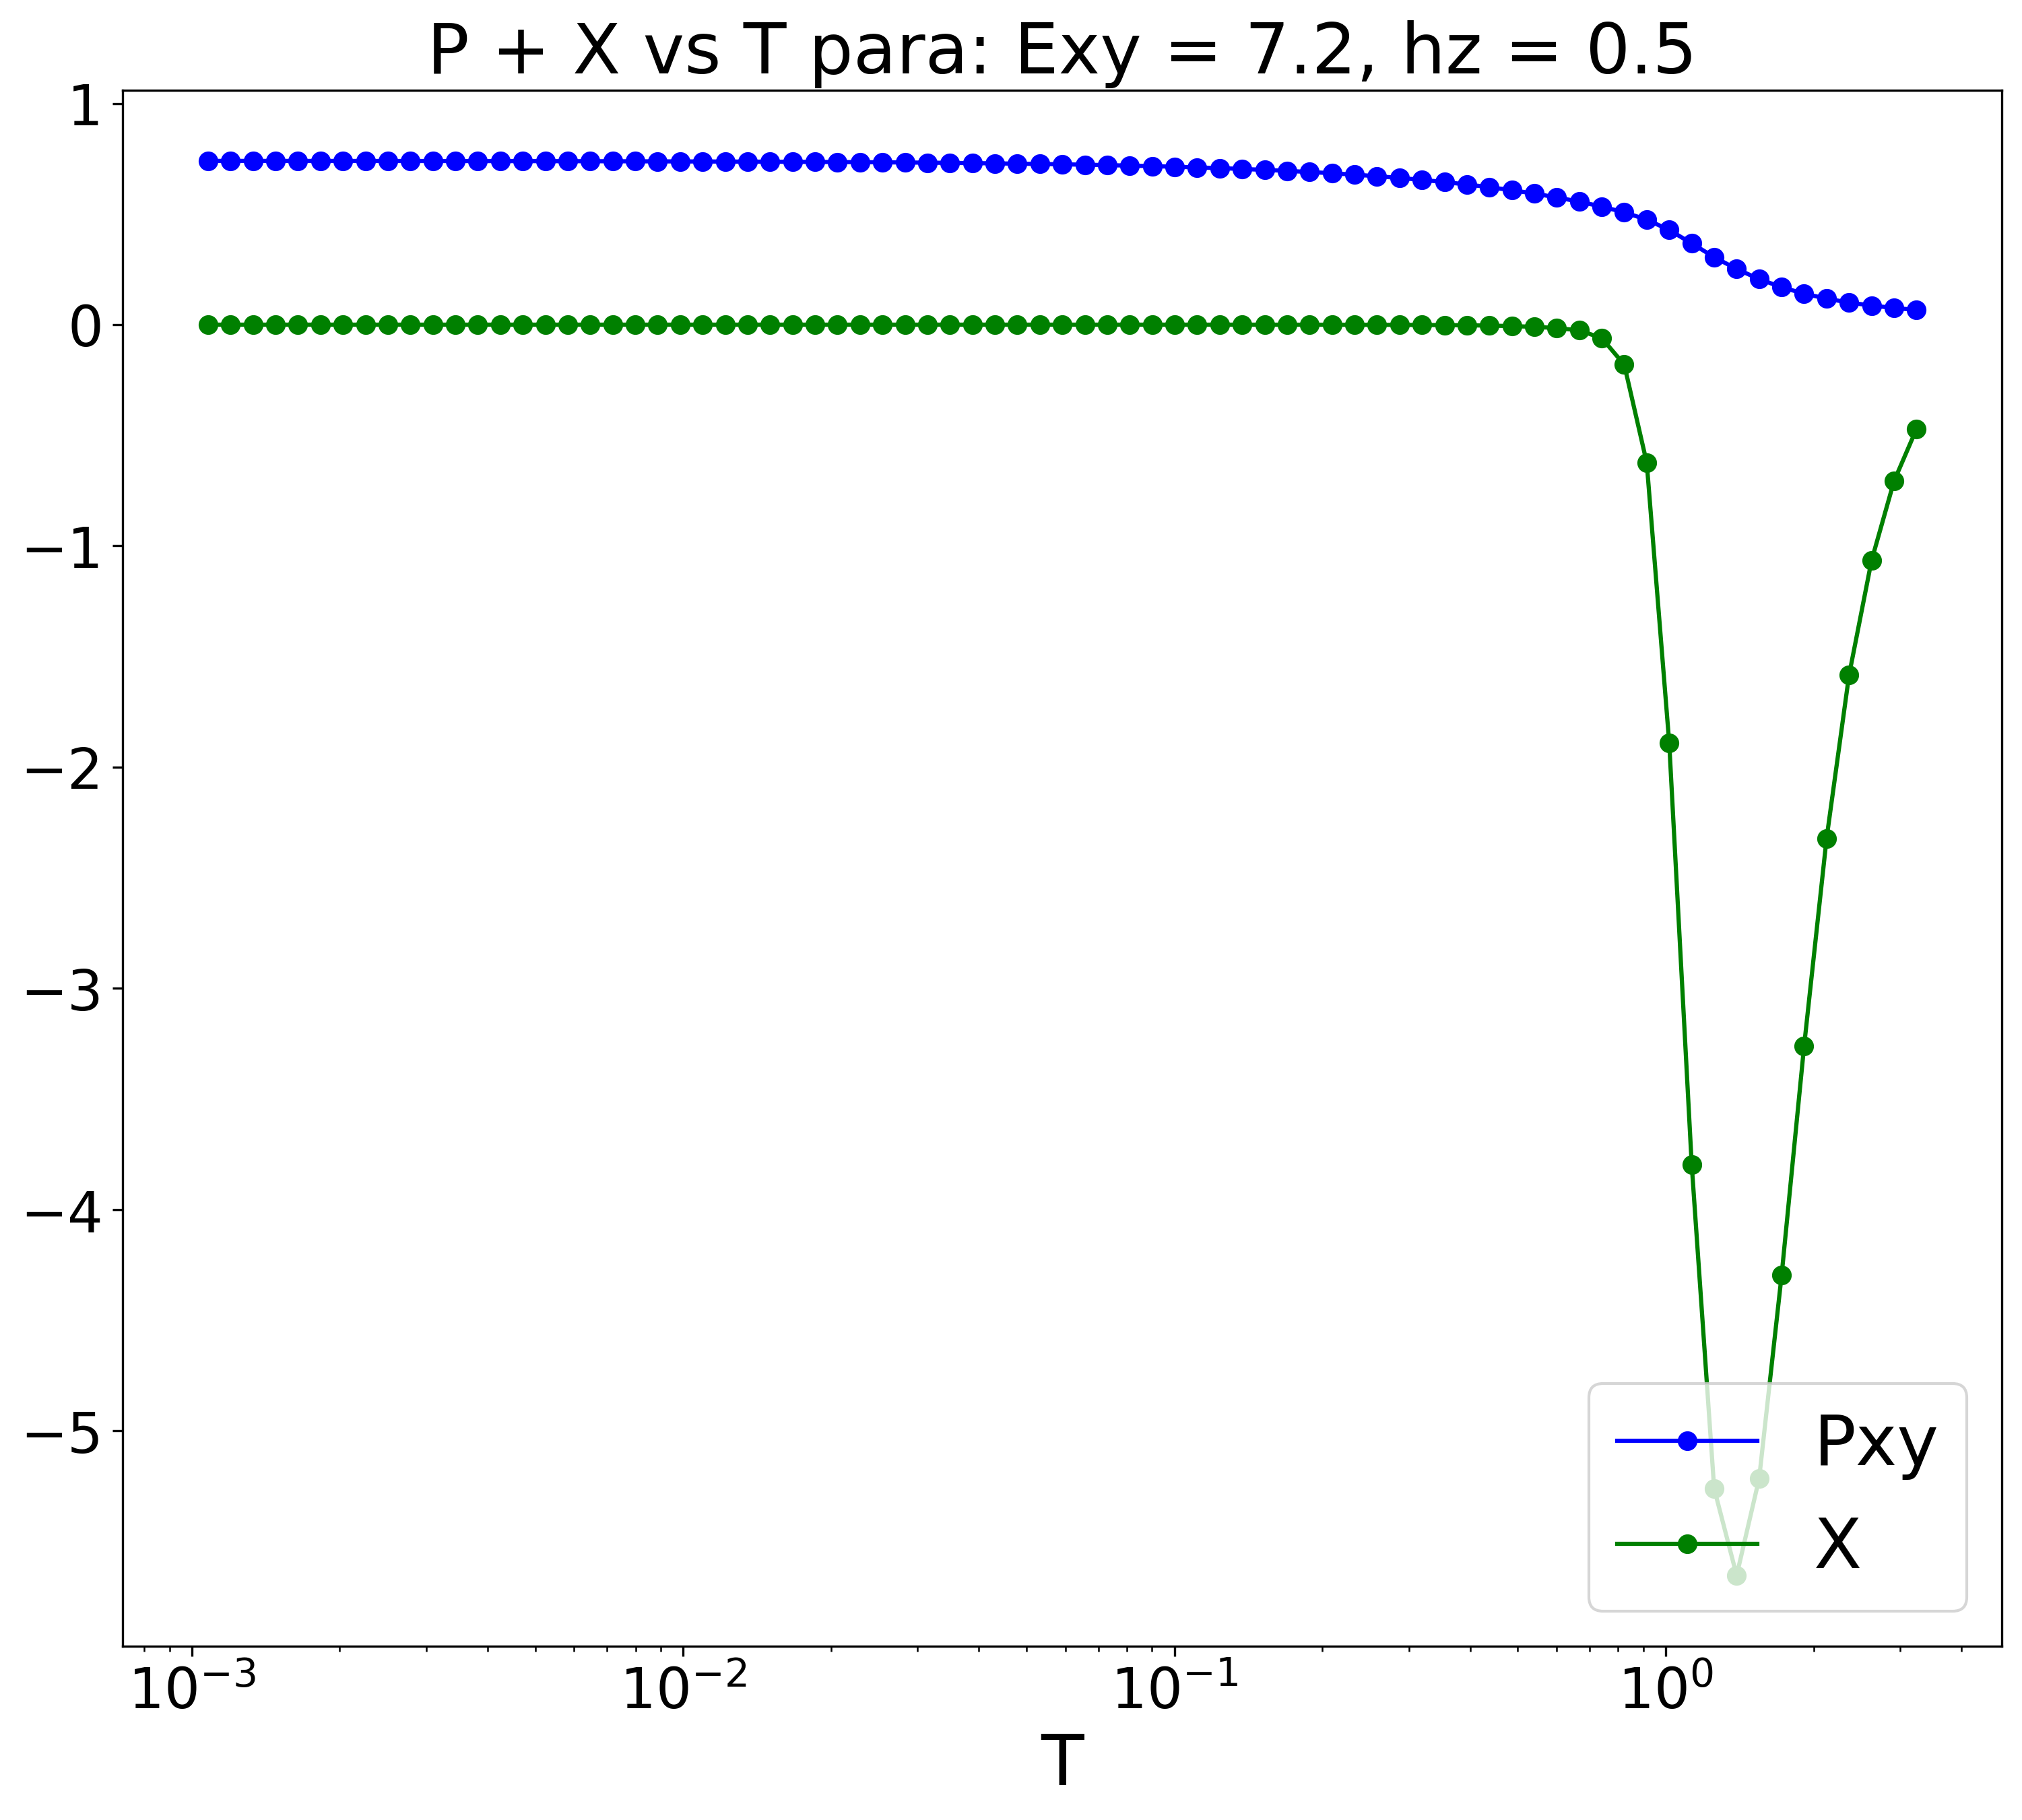 P + X vs T para: Exy = 7.2, hz = 0.5
1
0
−1
−2
−3
−4
−5
Pxy
X
10⁻³ 10⁻² 10⁻¹ 10⁰
T